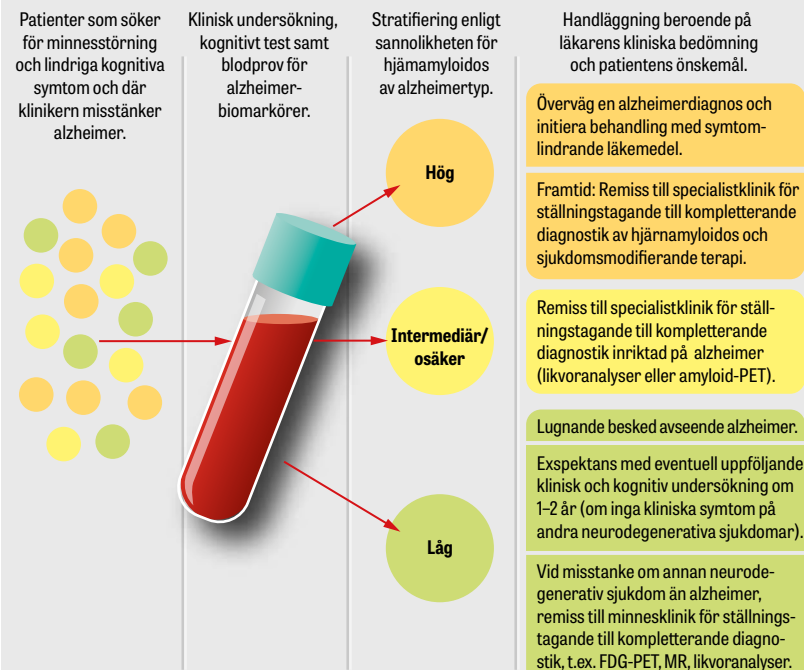 Patienter som söker
för minnesstörning
och lindriga kognitiva
symtom och där
klinikern misstänker
alzheimer.
Klinisk undersökning,
kognitivt test samt
blodprov för
alzheimer-
biomarkörer.
Stratifiering enligt
sannolikheten för
hjämamyloidos
av alzheimertyp.
Handläggning beroende på
läkarens kliniska bedömning
och patientens önskemål.
Hög
Överväg en alzheimerdiagnos och
initiera behandling med symtom-
lindrande läkemedel.
Framtid: Remiss till specialistklinik för
ställningstagande till kompletterande
diagnostik av hjärnamyloidos och
sjukdomsmodifierande terapi.
Intermediär/
osäker
Remiss till specialistklinik för ställ-
ningstagande till kompletterande
diagnostik inriktad på alzheimer
(likvoranalyser eller amyloid-PET).
Låg
Lugnande besked avseende alzheimer.
Exspektans med eventuell uppföljande
klinisk och kognitiv undersökning om
1–2 år (om inga kliniska symtom på
andra neurodegenerativa sjukdomar).
Vid misstanke om annan neurode-
generativ sjukdom än alzheimer,
remiss till minnesklinik för ställnings-
tagande till kompletterande diagno-
stik, t.ex. FDG-PET, MR, likvoranalyser.